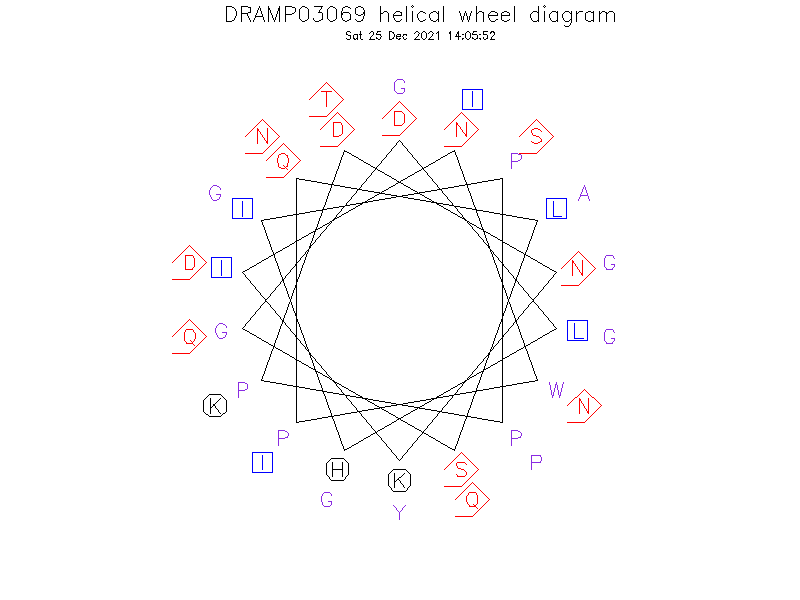 DRAMP03069 helical wheel diagram
Sat 25 Dec 2021 14:05:52
G
T I
D D N
N S
Q P
G I L A
D I N G
Q G L G
P W
K N
P P
I P
H K S
G Q
Y